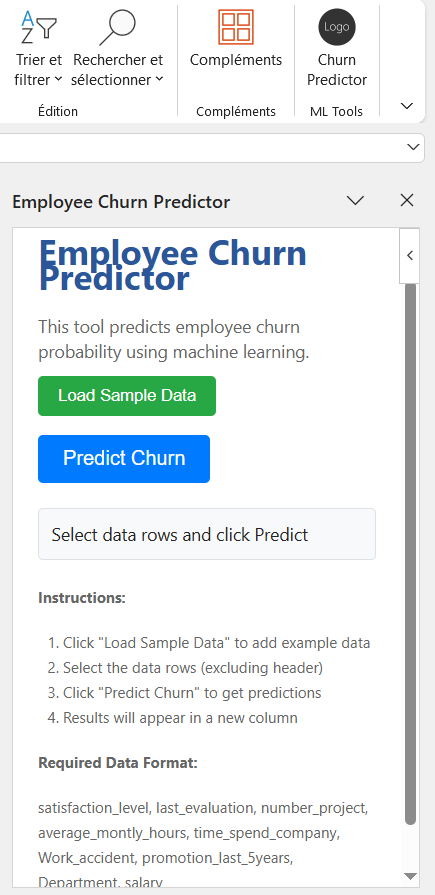 Trier et
filtrer
Rechercher et
sélectionner
Compléments
Logo
Churn
Predictor
Édition
Compléments
ML Tools
Employee Churn Predictor
Employee Churn
Predictor
This tool predicts employee churn
probability using machine learning.
Load Sample Data
Predict Churn
Select data rows and click Predict
Instructions:
1. Click "Load Sample Data" to add example data
2. Select the data rows (excluding header)
3. Click "Predict Churn" to get predictions
4. Results will appear in a new column
Required Data Format:
satisfaction_level, last_evaluation, number_project,
average_montly_hours, time_spend_company,
Work_accident, promotion_last_5years,
Department, salary